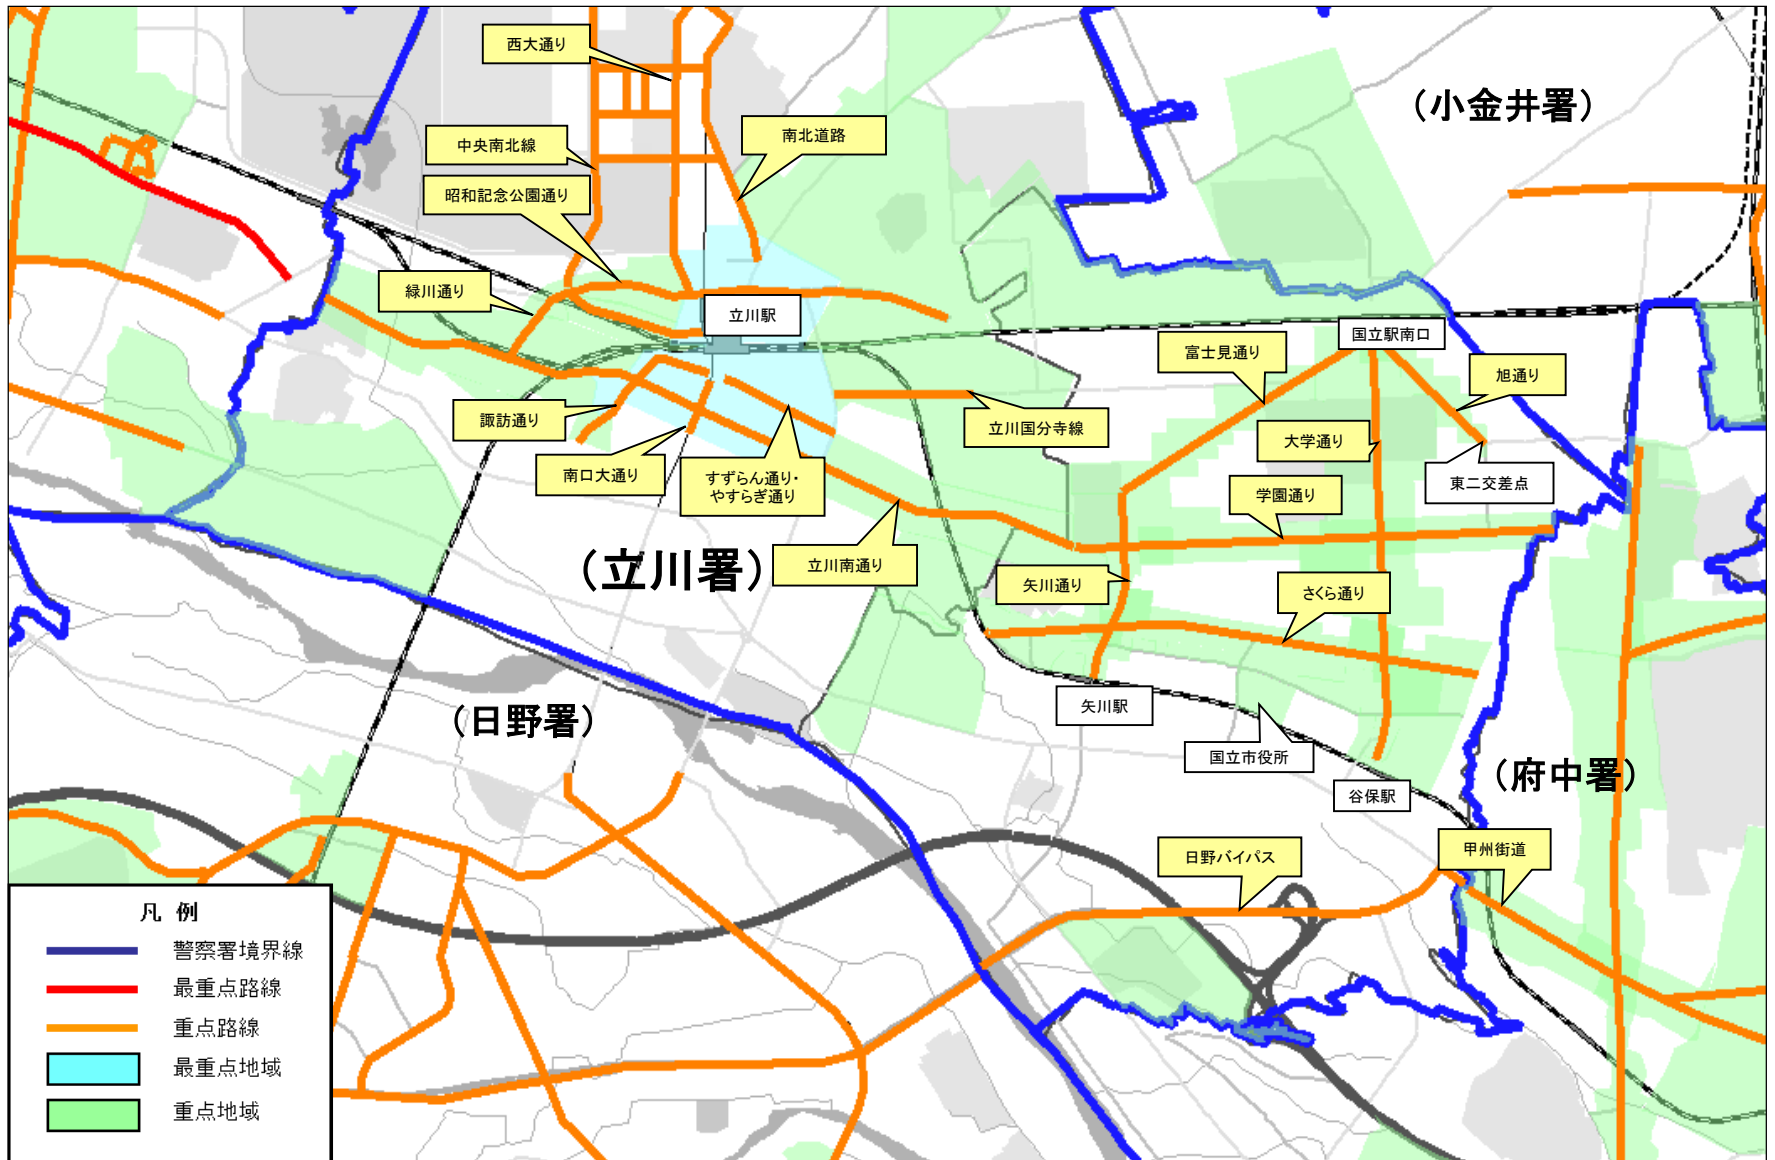 西大通り
(小金井署)
中央南北線
南北道路
昭和記念公園通り
緑川通り
立川駅
国立駅南口
富士見通り
旭通り
諏訪通り
立川国分寺線
大学通り
南口大通り
すずらん通り・
やすらぎ通り
学園通り
東二交差点
(立川署)
立川南通り
矢川通り
さくら通り
矢川駅
(日野署)
国立市役所
(府中署)
谷保駅
日野バイパス
甲州街道
凡 例
警察署境界線
最重点路線
重点路線
最重点地域
重点地域